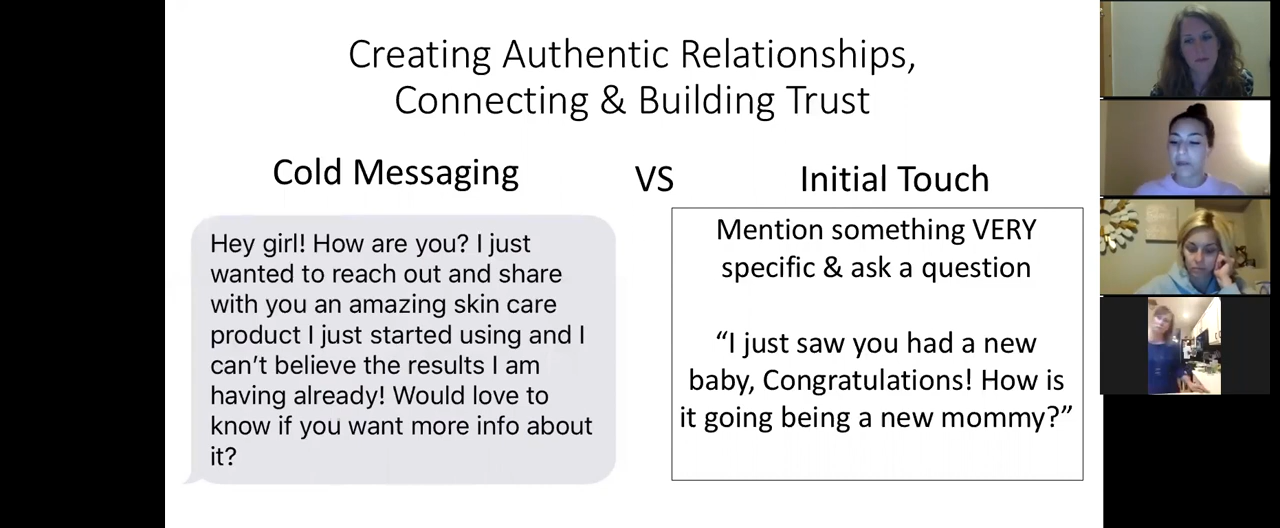 Creating Authentic Relationships,
Connecting & Building Trust
Cold Messaging
VS
Initial Touch
Hey girl! How are you? I just
wanted to reach out and share
with you an amazing skin care
product I just started using and I
can’t believe the results I am
having already! Would love to
know if you want more info about
it?
Mention something VERY
specific & ask a question
“I just saw you had a new
baby, Congratulations! How is
it going being a new mommy?”